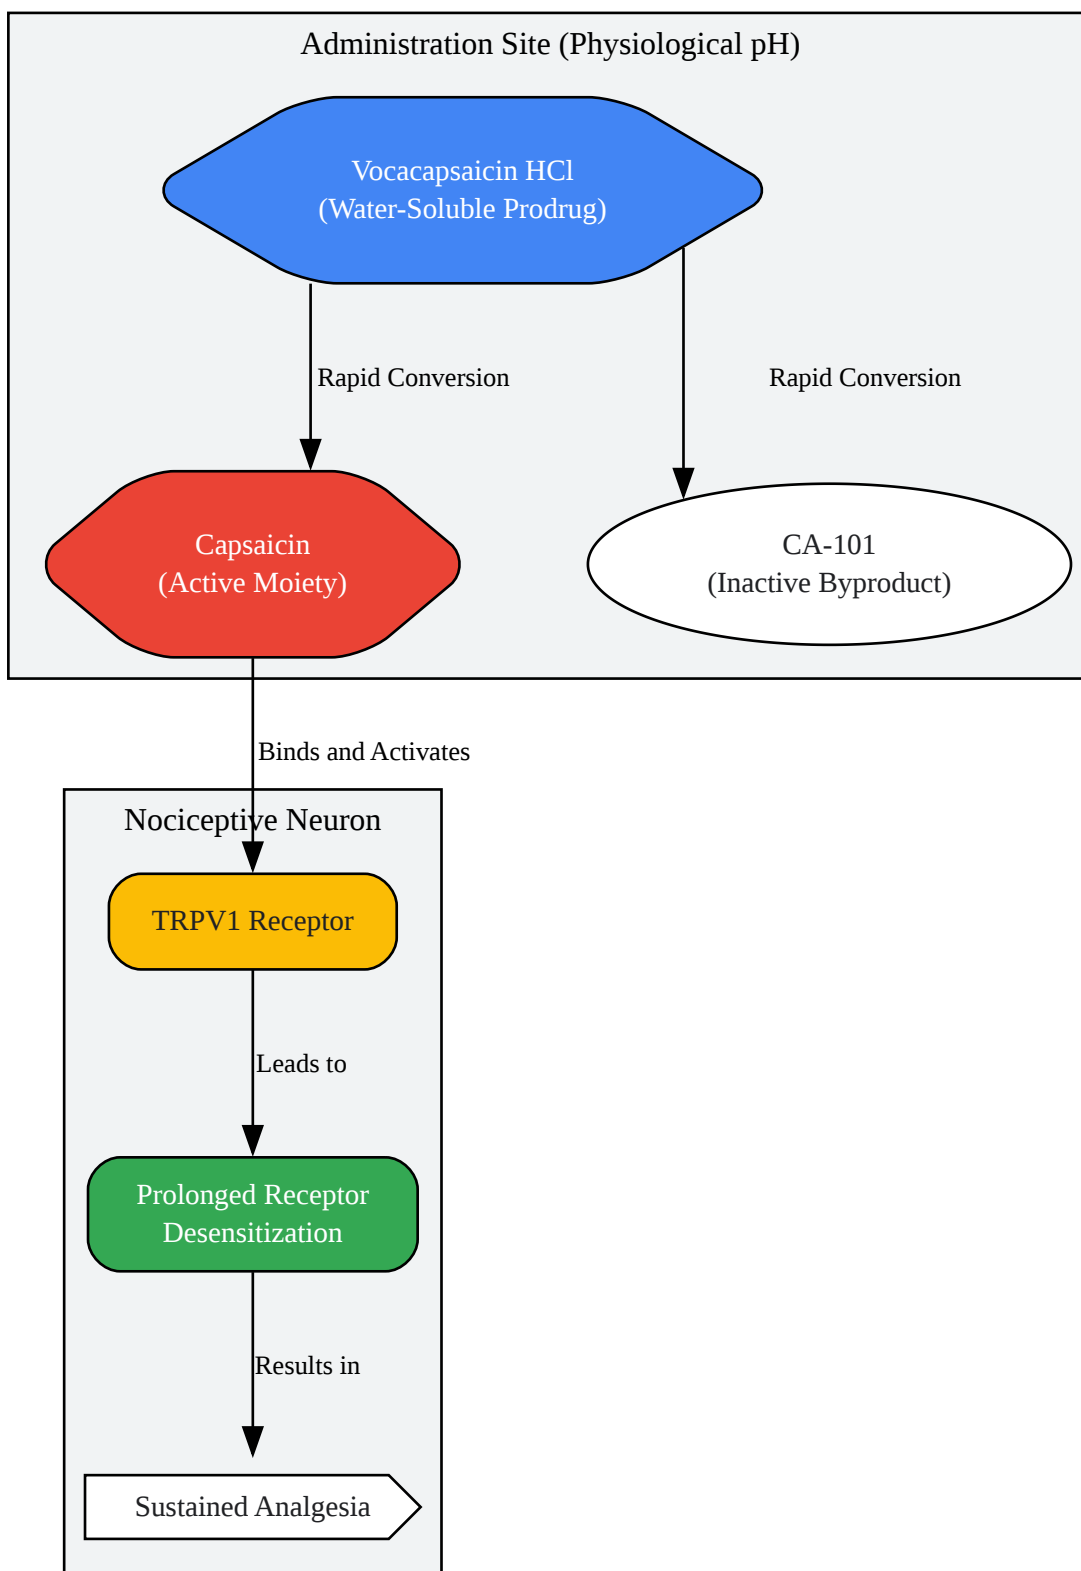 Administration Site (Physiological pH)
Vocacapsaicin HCl
(Water-Soluble Prodrug)
Rapid Conversion
Rapid Conversion
Capsaicin
(Active Moiety)
CA-101
(Inactive Byproduct)
Binds and Activates
Nociceptive Neuron
TRPV1 Receptor
Leads to
Prolonged Receptor
Desensitization
Results in
Sustained Analgesia